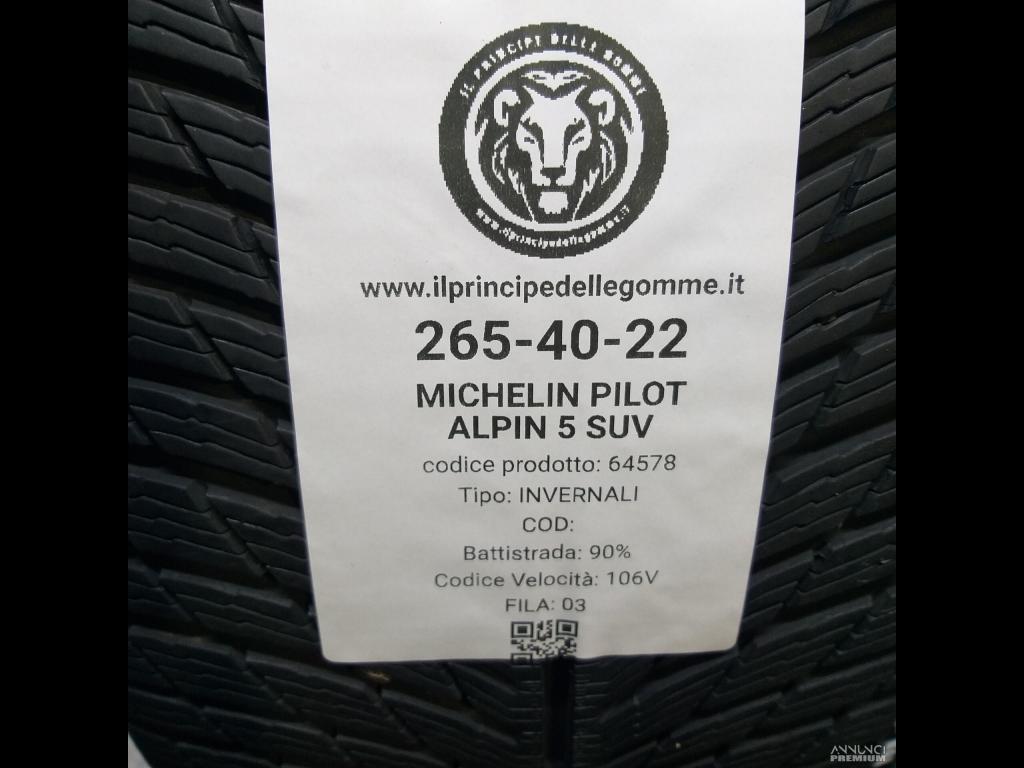 IL PRINCIPE DELLE GOMME
www.ilprincipedellegomme.it
www.ilprincipedellegomme.it
265-40-22
MICHELIN PILOT
ALPIN 5 SUV
codice prodotto: 64578
Tipo: INVERNALI
COD:
Battistrada: 90%
Codice Velocità: 106V
FILA: 03
ANNUNCI
PREMIUM